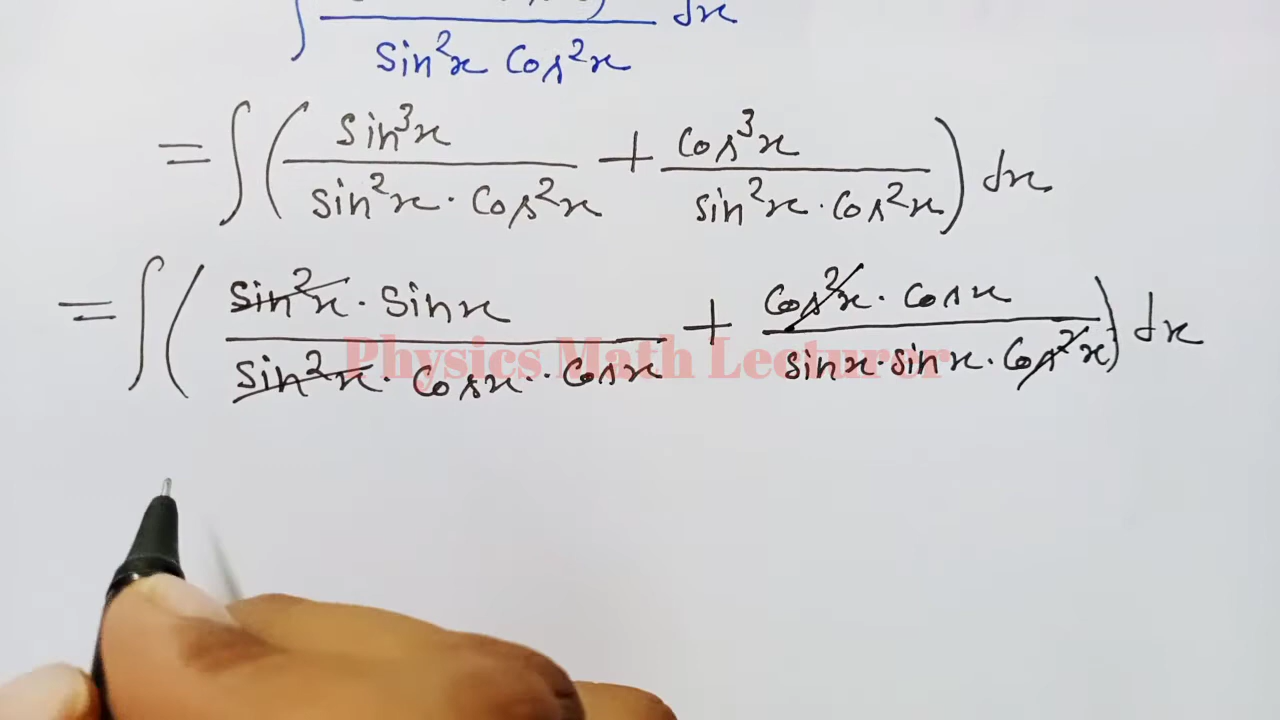 ∫ dx
Sin²x Cos²x
= ∫ ( Sin³x / Sin²x · Cos²x + Cos³x / Sin²x · Cos²x ) dx
= ∫ ( Sin²x · Sinx / Sin²x · Cosx · · Cosx + Cos²x · Cosx / Sinx · Sinx · Cos²x ) dx
Physics Math Lecturer